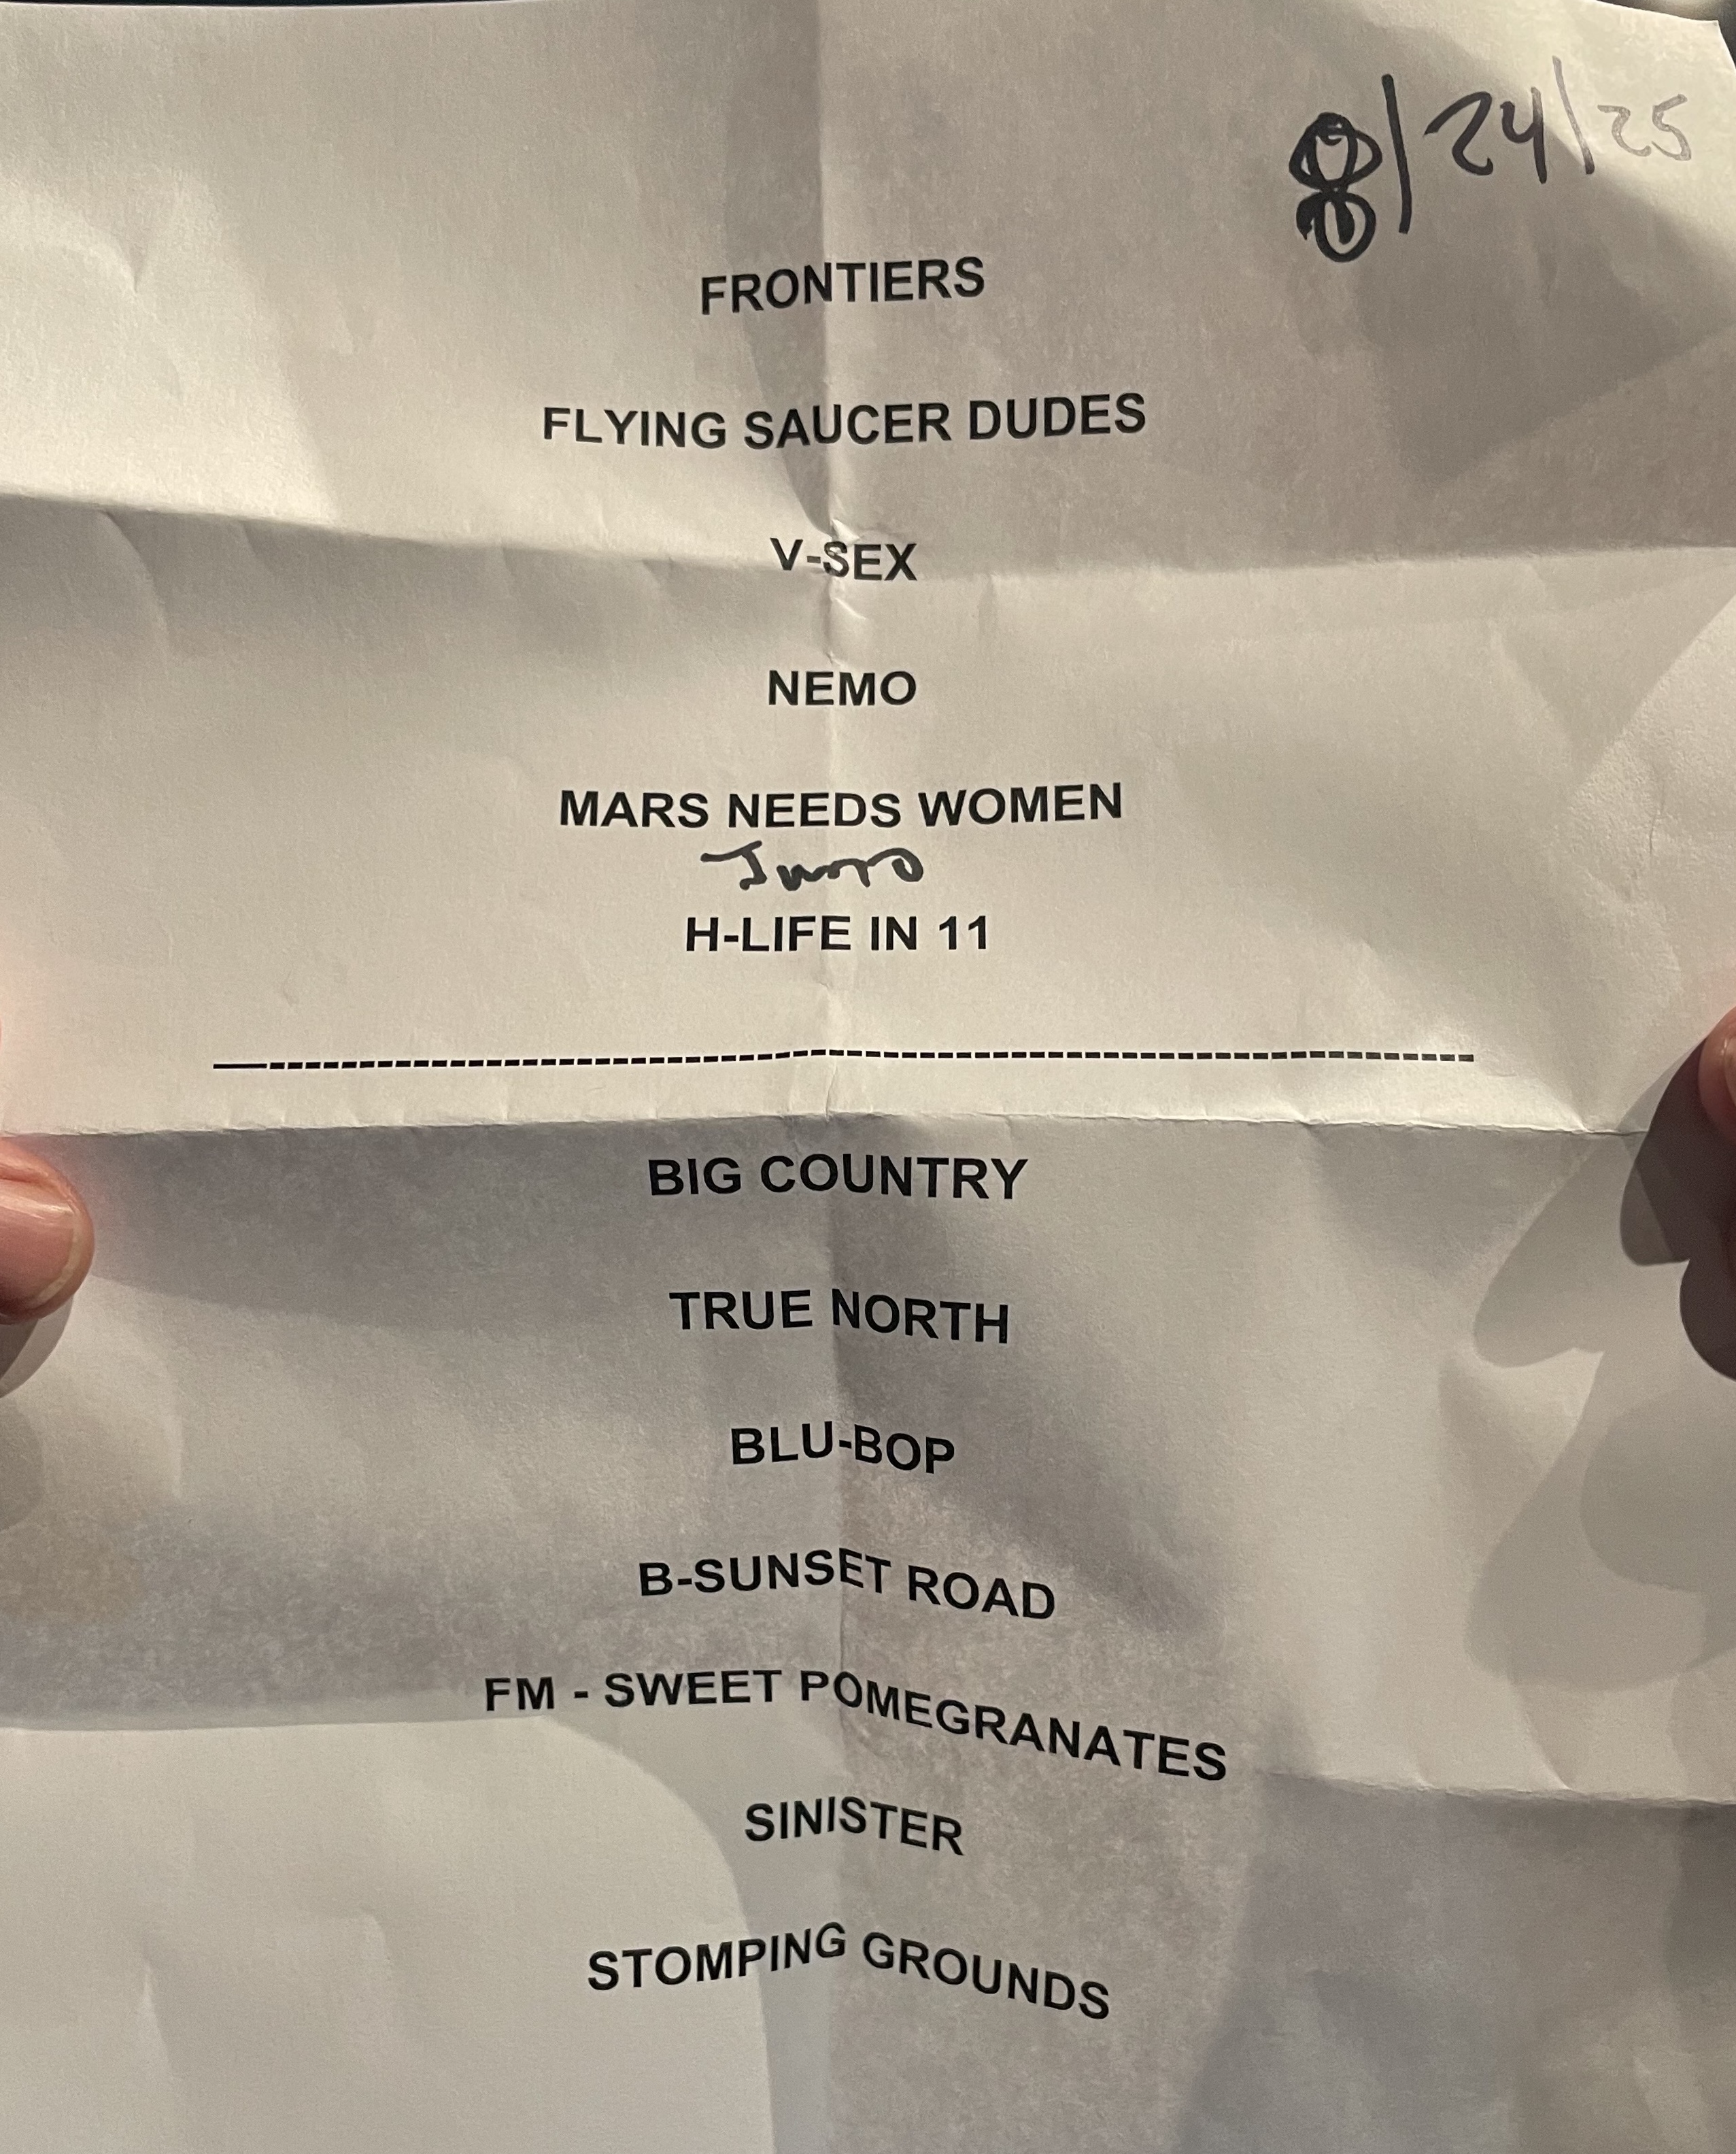 8/24/25
FRONTIERS
FLYING SAUCER DUDES
V-SEX
NEMO
MARS NEEDS WOMEN
H-LIFE IN 11
BIG COUNTRY
TRUE NORTH
BLU-BOP
B-SUNSET ROAD
FM - SWEET POMEGRANATES
SINISTER
STOMPING GROUNDS